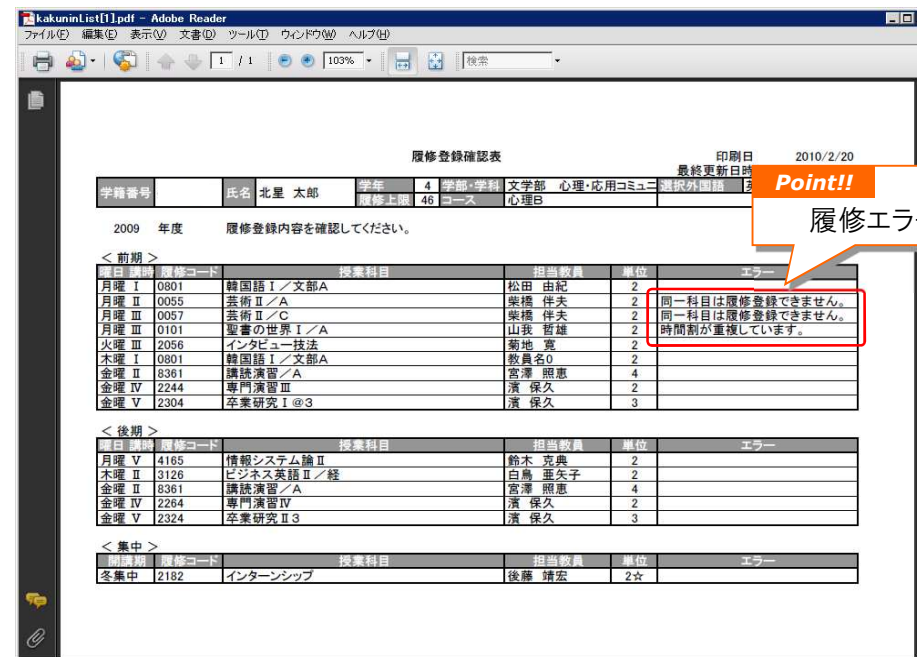 kakuninList[1].pdf - Adobe Reader
ファイル(F) 編集(E) 表示(V) 文書(D) ツール(T) ウィンドウ(W) ヘルプ(H)
1 / 1 103% 検索
履修登録確認表 印刷日 2010/2/20
最終更新日時
学籍番号 氏名 北星 太郎 学年 4 学部・学科 文学部 心理・応用コミュニ 選択外国語
履修上限 46 コース 心理B
Point!!
履修エラー
2009 年度 履修登録内容を確認してください。
＜前期＞
曜日 講時 履修コード 授業科目 担当教員 単位 エラー
月曜 Ⅰ 0801 韓国語Ⅰ／文部A 松田 由紀 2
月曜 Ⅱ 0055 芸術Ⅱ／A 柴橋 伴夫 2 同一科目は履修登録できません。
月曜 Ⅲ 0057 芸術Ⅱ／C 柴橋 伴夫 2 同一科目は履修登録できません。
月曜 Ⅲ 0101 聖書の世界Ⅰ／A 山我 哲雄 2 時間割が重複しています。
火曜 Ⅲ 2056 インタビュー技法 菊地 寛 2
木曜 Ⅰ 0801 韓国語Ⅰ／文部A 教員名0 2
金曜 Ⅱ 8361 講読演習／A 宮澤 照恵 4
金曜 Ⅳ 2244 専門演習Ⅲ 濱 保久 2
金曜 Ⅴ 2304 卒業研究Ⅰ@3 濱 保久 3
＜後期＞
曜日 講時 履修コード 授業科目 担当教員 単位 エラー
月曜 Ⅴ 4165 情報システム論Ⅱ 鈴木 克典 2
木曜 Ⅱ 3126 ビジネス英語Ⅱ／経 白鳥 亜矢子 2
金曜 Ⅱ 8361 講読演習／A 宮澤 照恵 4
金曜 Ⅳ 2264 専門演習Ⅳ 濱 保久 2
金曜 Ⅴ 2324 卒業研究Ⅱ3 濱 保久 3
＜集中＞
開講期 履修コード 授業科目 担当教員 単位 エラー
冬集中 2182 インターンシップ 後藤 靖宏 2☆